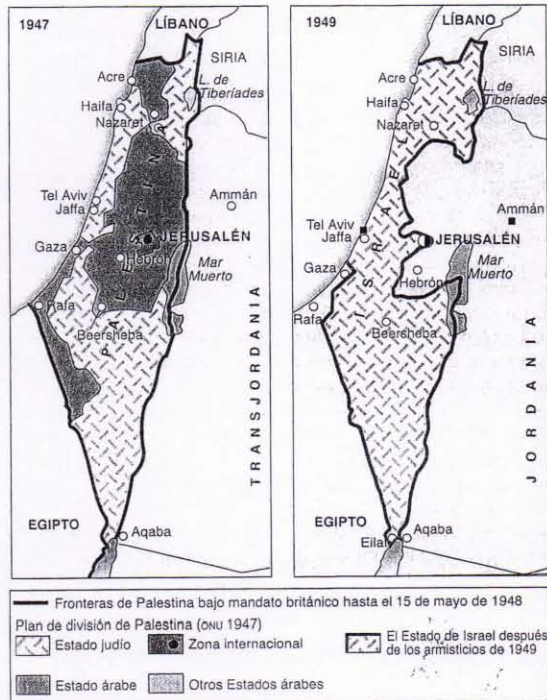 1947
LÍBANO
SIRIA
Acre
L. de
Tiberíades
Haifa
Nazaret
PALESTINA
Ammán
Tel Aviv
Jaffa
JERUSALÉN
Gaza
Hebrón
Mar
Muerto
Rafa
Beersheba
TRANSJORDANIA
EGIPTO
Aqaba
1949
LÍBANO
SIRIA
Acre
L. de
Tiberíades
Haifa
Nazaret
ISRAEL
Ammán
Tel Aviv
Jaffa
JERUSALÉN
Mar
Muerto
Gaza
Hebrón
Rafa
Beersheba
JORDANIA
EGIPTO
Eilat
Aqaba
Fronteras de Palestina bajo mandato británico hasta el 15 de mayo de 1948
Plan de división de Palestina (ONU 1947)
Estado judío
Zona internacional
El Estado de Israel después
de los armisticios de 1949
Estado árabe
Otros Estados árabes